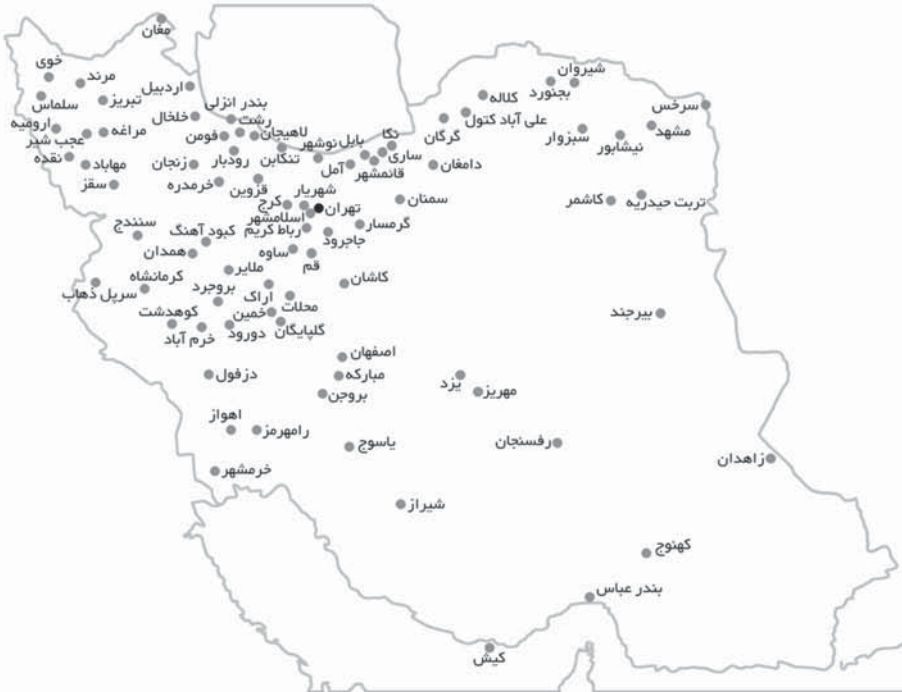 مغان
خوی
مرند
اردبیل
سلماس
تبریز
بندر انزلی
خلخال
رشت
ارومیه
عجب شیر
مراغه
فومن
لاهیجان
نقده
مهاباد
زنجان
رودبار
تنکابن
نوشهر
بابل
نکا
ساری
قائمشهر
آمل
سقز
خرمدره
قزوین
شیروان
بجنورد
کلاله
علی آباد کتول
گرگان
دامغان
سرخس
مشهد
نیشابور
سبزوار
شهریار
کرج
تهران
اسلامشهر
رباط کریم
سمنان
گرمسار
جاجرود
کاشمر
تربت حیدریه
سنندج
کبود آهنگ
همدان
ساوه
قم
ملایر
کرمانشاه
سرپل ذهاب
بروجرد
اراک
محلات
کاشان
کوهدشت
خرم آباد
دورود
خمین
گلپایگان
بیرجند
اصفهان
دزفول
مبارکه
بروجن
یزد
مهریز
اهواز
رامهرمز
یاسوج
رفسنجان
زاهدان
خرمشهر
شیراز
کهنوج
بندر عباس
کیش